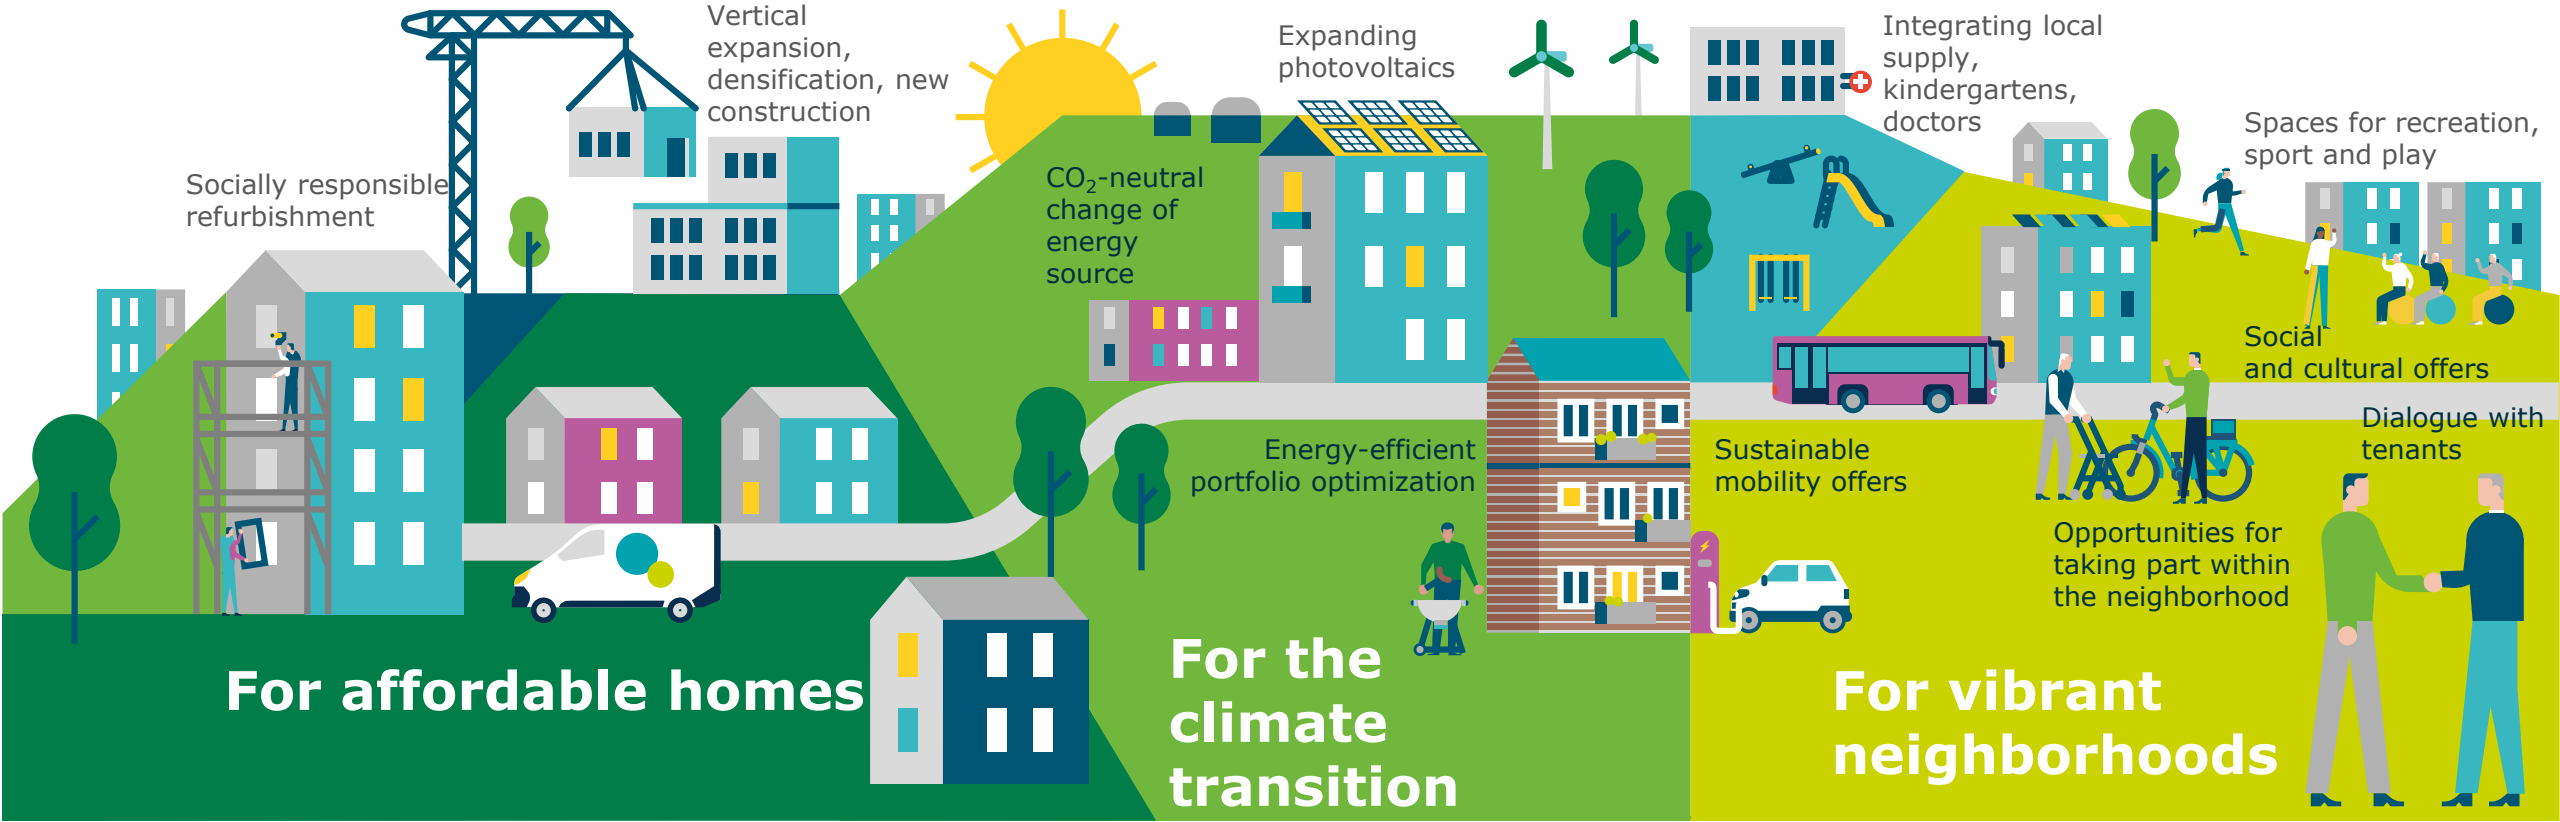 Socially responsible
refurbishment
Vertical
expansion,
densification, new
construction
For affordable homes
CO₂-neutral
change of
energy
source
Expanding
photovoltaics
Energy-efficient
portfolio optimization
For the
climate
transition
Integrating local
supply,
kindergartens,
doctors
Spaces for recreation,
sport and play
Social
and cultural offers
Sustainable
mobility offers
Dialogue with
tenants
Opportunities for
taking part within
the neighborhood
For vibrant
neighborhoods